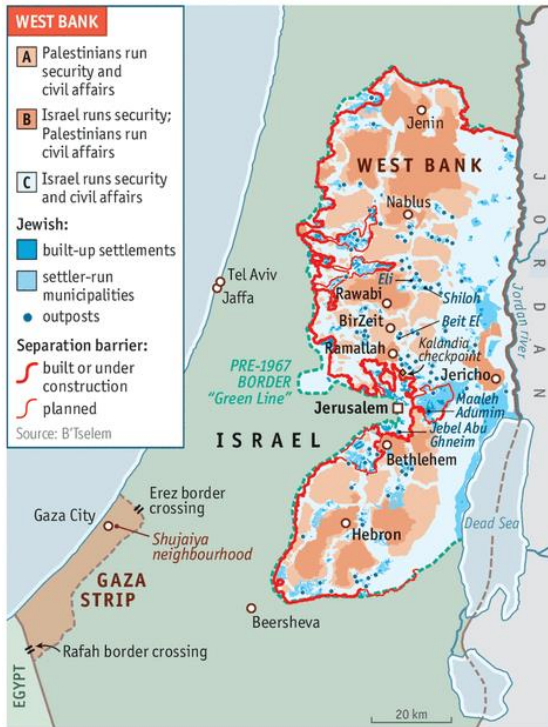 WEST BANK
A Palestinians run
security and
civil affairs
B Israel runs security;
Palestinians run
civil affairs
C Israel runs security
and civil affairs
Jewish:
built-up settlements
settler-run
municipalities
outposts
Separation barrier:
built or under
construction
planned
Source: B'Tselem
Jenin
WEST BANK
Nablus
JORDAN
Tel Aviv
Jaffa
Eli
Shiloh
Rawabi
BirZeit
Beit El
Jordan river
Ramallah
Kalandia
checkpoint
PRE-1967
BORDER
"Green Line"
Jericho
Jerusalem
Maaleh
Adumim
ISRAEL
Jebel Abu
Ghneim
Bethlehem
Erez border
crossing
Gaza City
Shujaiya
neighbourhood
Hebron
Dead Sea
GAZA
STRIP
Beersheva
Rafah border crossing
EGYPT
20 km